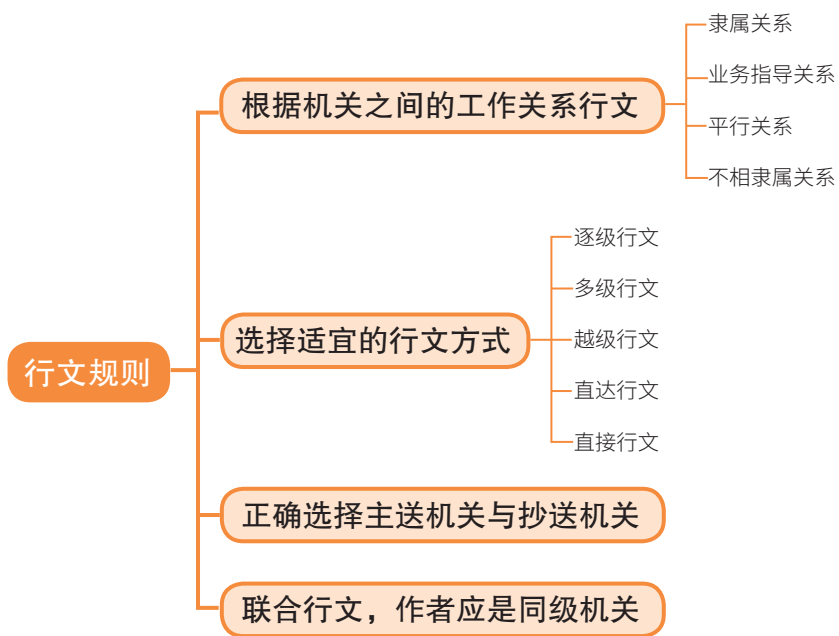 行文规则
根据机关之间的工作关系行文
隶属关系
业务指导关系
平行关系
不相隶属关系
选择适宜的行文方式
逐级行文
多级行文
越级行文
直达行文
直接行文
正确选择主送机关与抄送机关
联合行文，作者应是同级机关